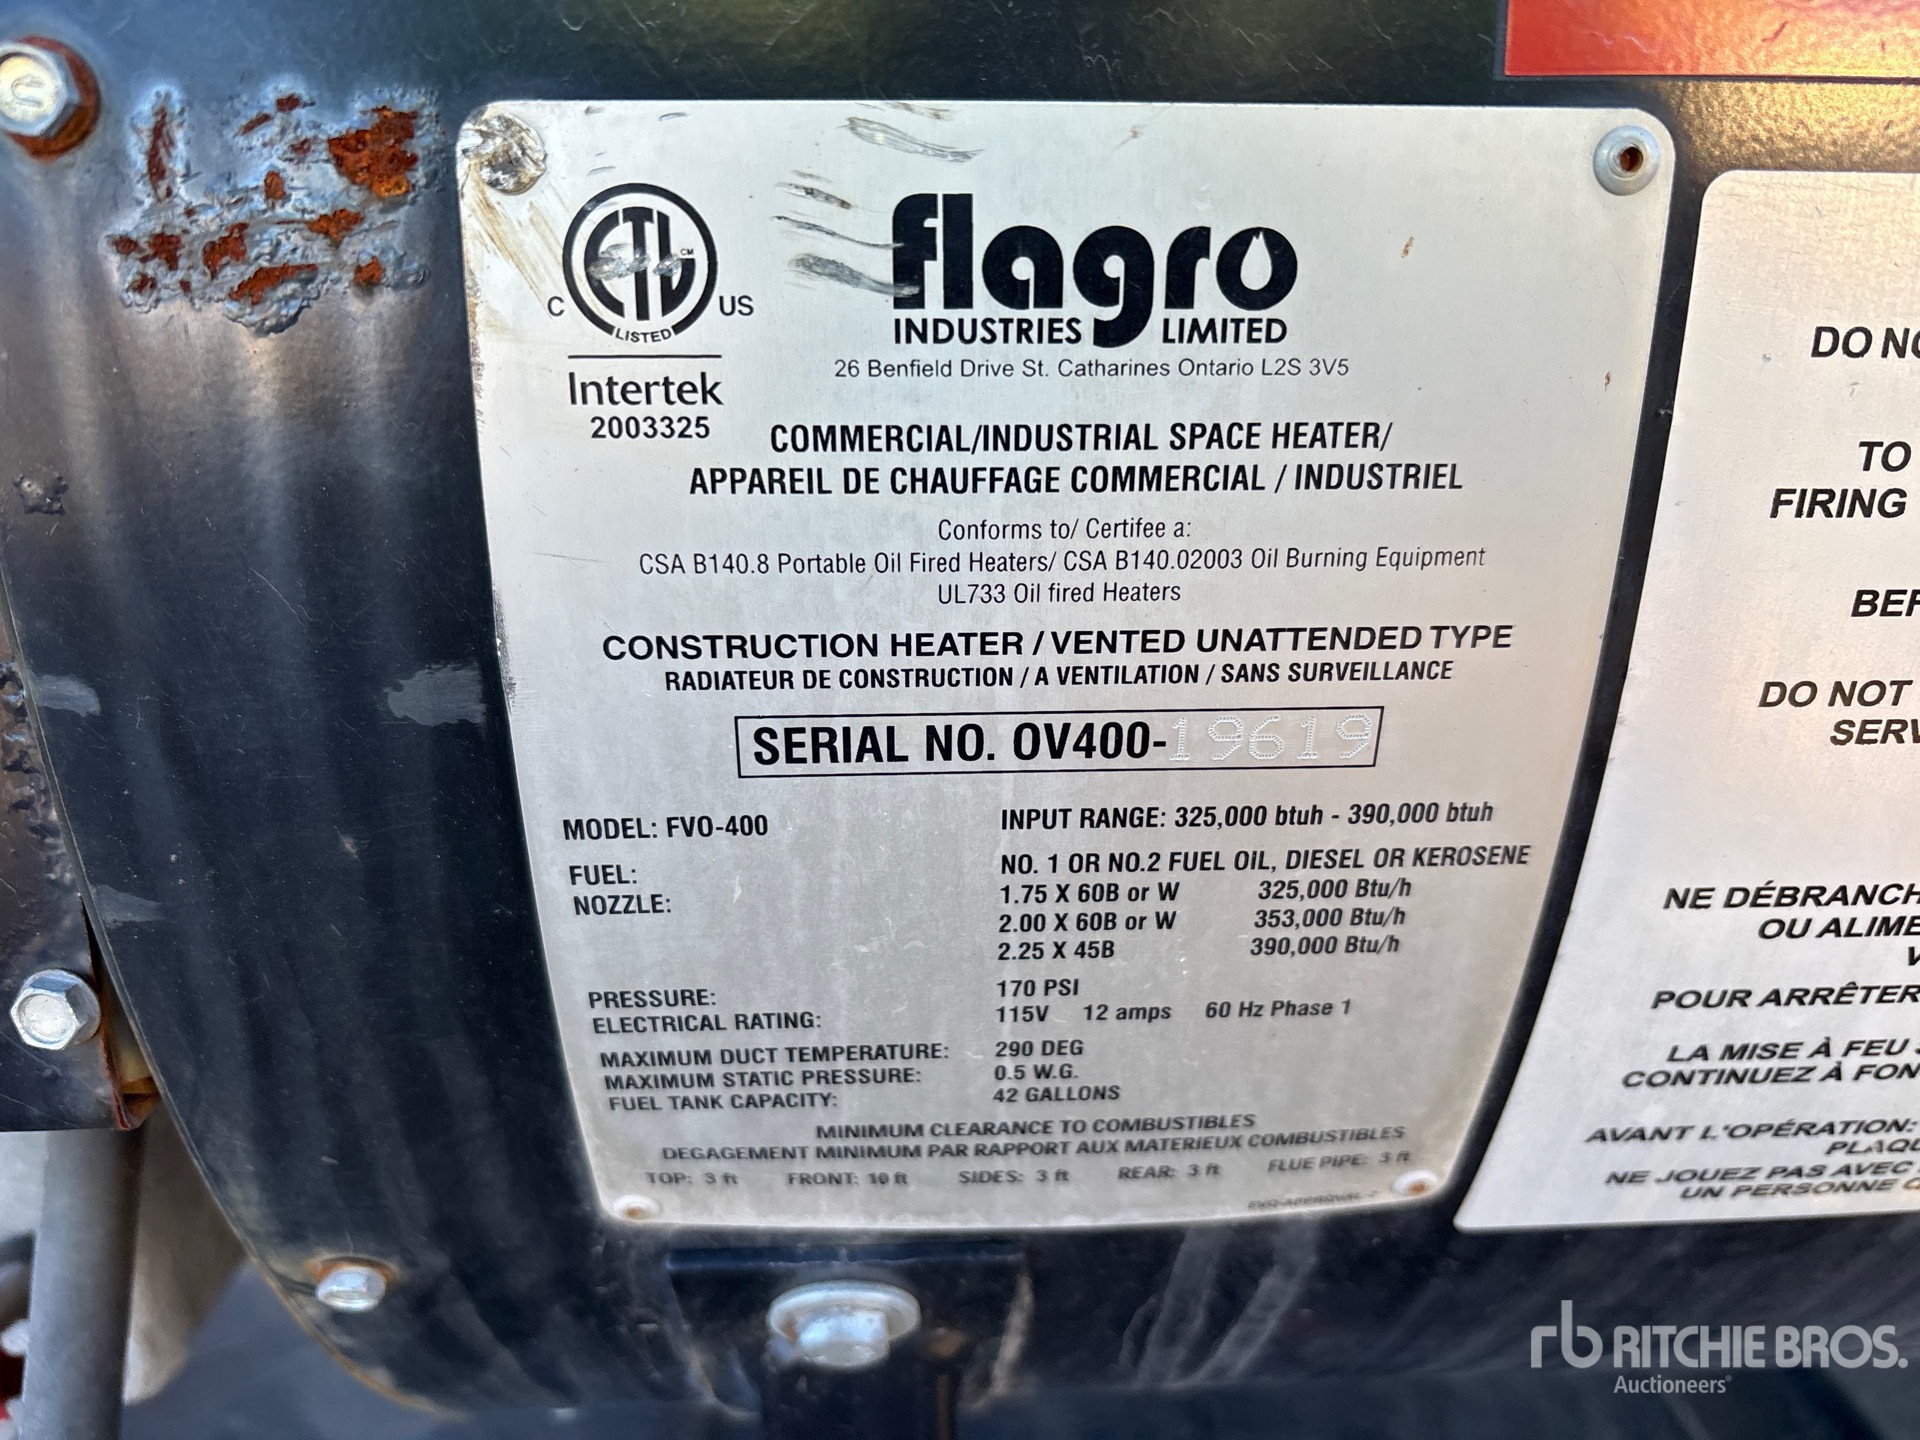 ETL CM
LISTED
C US
Intertek
2003325
flagro
INDUSTRIES LIMITED
26 Benfield Drive St. Catharines Ontario L2S 3V5
COMMERCIAL/INDUSTRIAL SPACE HEATER/
APPAREIL DE CHAUFFAGE COMMERCIAL / INDUSTRIEL
Conforms to/ Certifee a:
CSA B140.8 Portable Oil Fired Heaters/ CSA B140.02003 Oil Burning Equipment
UL733 Oil fired Heaters
CONSTRUCTION HEATER / VENTED UNATTENDED TYPE
RADIATEUR DE CONSTRUCTION / A VENTILATION / SANS SURVEILLANCE
SERIAL NO. OV400-19619
MODEL: FVO-400 INPUT RANGE: 325,000 btuh - 390,000 btuh
FUEL: NO. 1 OR NO.2 FUEL OIL, DIESEL OR KEROSENE
NOZZLE: 1.75 X 60B or W 325,000 Btu/h
2.00 X 60B or W 353,000 Btu/h
2.25 X 45B 390,000 Btu/h
PRESSURE: 170 PSI
ELECTRICAL RATING: 115V 12 amps 60 Hz Phase 1
MAXIMUM DUCT TEMPERATURE: 290 DEG
MAXIMUM STATIC PRESSURE: 0.5 W.G.
FUEL TANK CAPACITY: 42 GALLONS
MINIMUM CLEARANCE TO COMBUSTIBLES
DEGAGEMENT MINIMUM PAR RAPPORT AUX MATERIEUX COMBUSTIBLES
TOP: 3 ft FRONT: 10 ft SIDES: 3 ft REAR: 3 ft FLUE PIPE: 3 ft
DO NO
TO
FIRING
BEF
DO NOT
SERV
NE DÉBRANCH
OU ALIME
V
POUR ARRÊTER
LA MISE À FEU
CONTINUEZ À FON
AVANT L'OPÉRATION:
PLAQU
NE JOUEZ PAS AVEC
UN PERSONNE
rb RITCHIE BROS.
Auctioneers